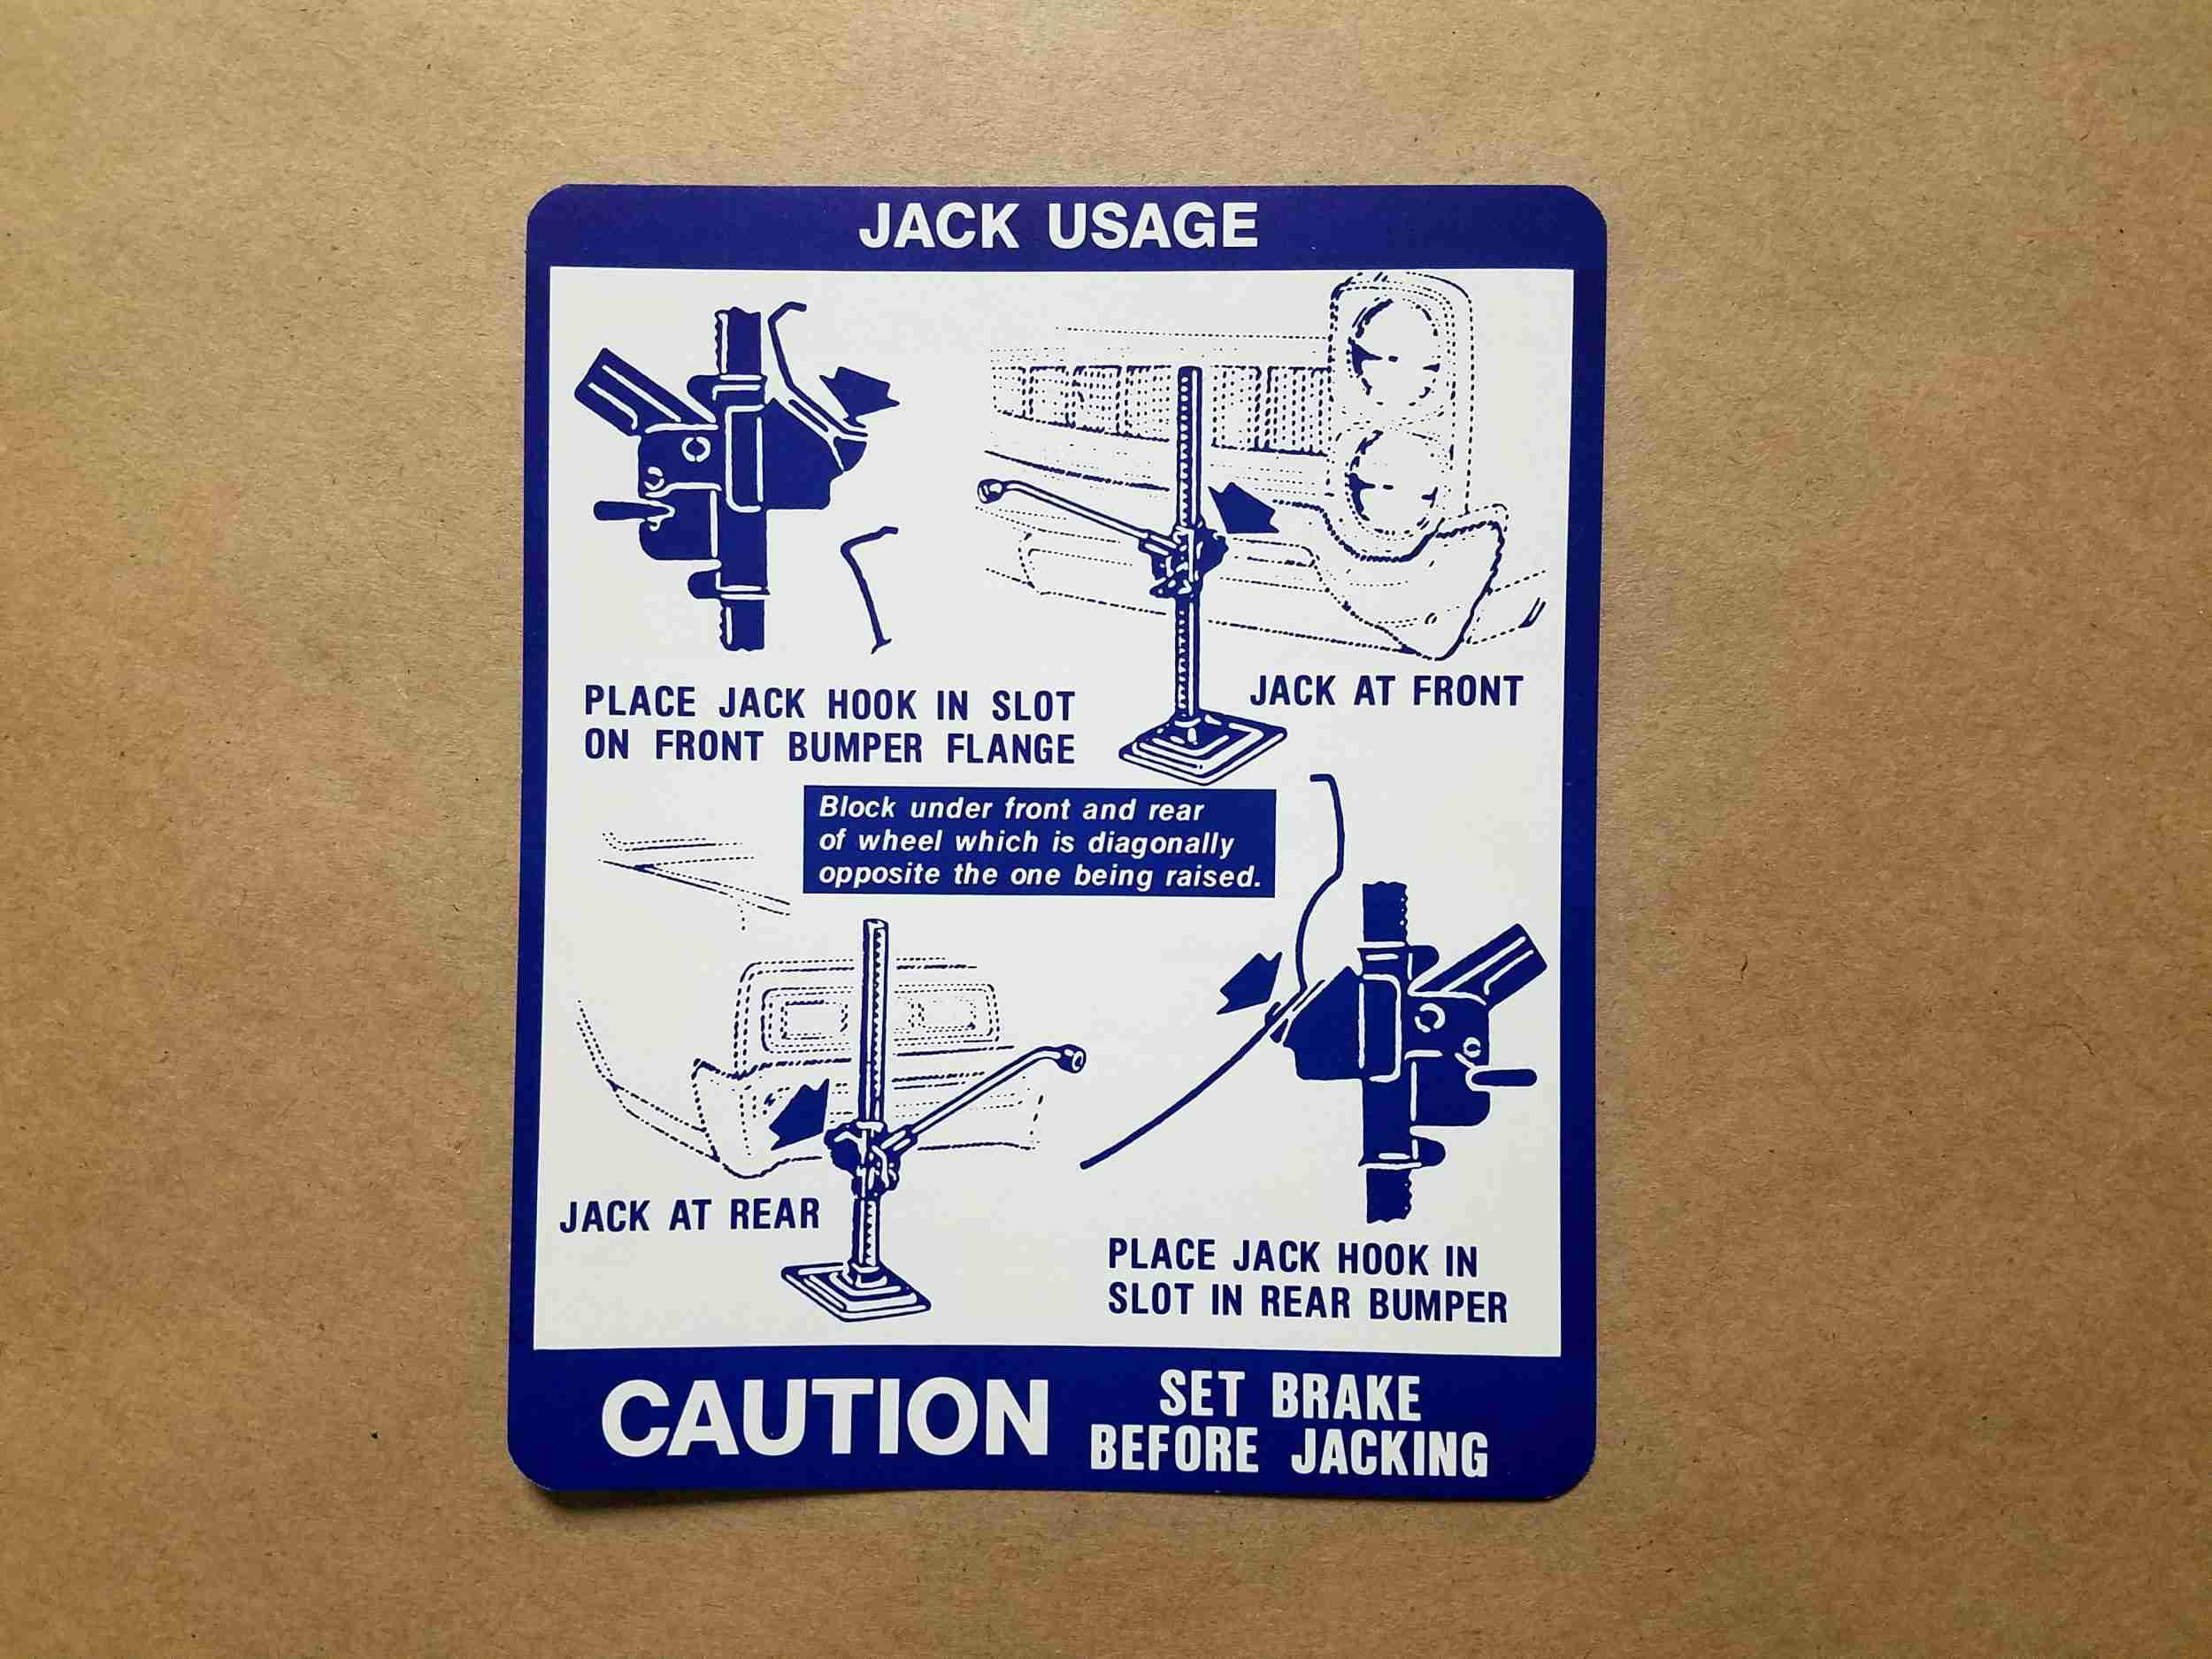 JACK USAGE
PLACE JACK HOOK IN SLOT
ON FRONT BUMPER FLANGE
JACK AT FRONT
Block under front and rear
of wheel which is diagonally
opposite the one being raised.
JACK AT REAR
PLACE JACK HOOK IN
SLOT IN REAR BUMPER
CAUTION
SET BRAKE
BEFORE JACKING